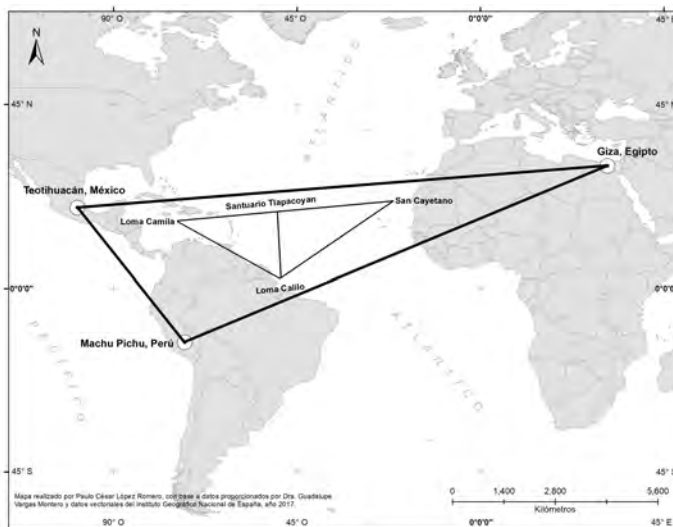 90° O 45° O 0°0'0" 45° E
N
ATLÁNTICO
45° N 45° N
Giza, Egipto
Teotihuacán, México
Santuario Tlapacoyan
San Cayetano
Loma Camila
0°0'0" 0°0'0"
Loma Calilo
PACÍFICO
ATLÁNTICO
Machu Pichu, Perú
45° S 45° S
Mapa realizado por Paulo César López Romero, con base a datos proporcionados por Dra. Guadalupe
Vargas Montero y datos vectoriales del Instituto Geográfico Nacional de España, año 2017.
0 1,400 2,800 5,600
Kilómetros
90° O 45° O 0°0'0" 45° E